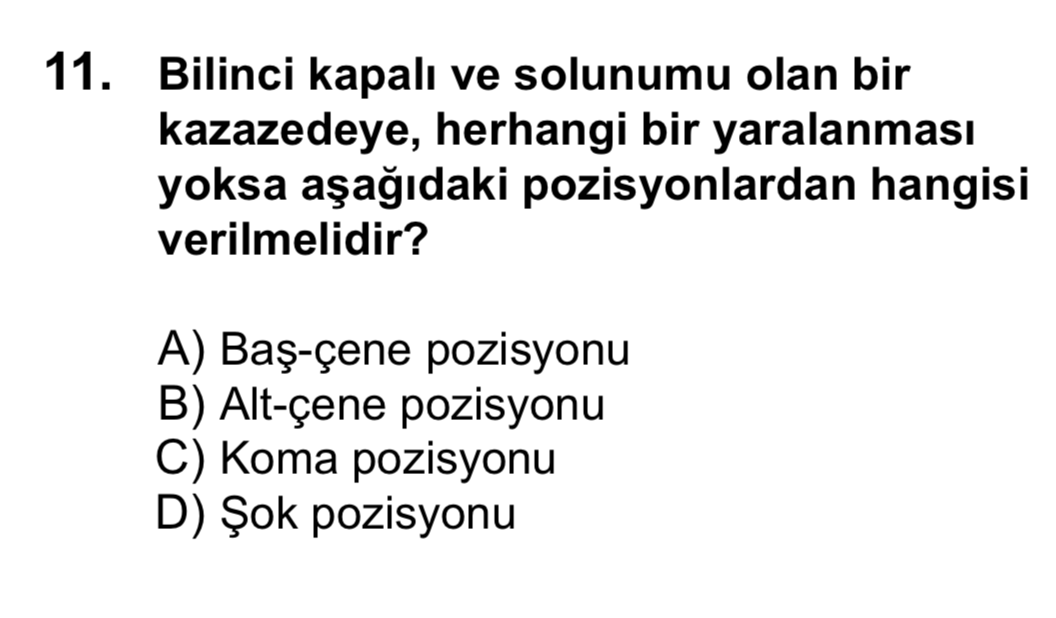 11. Bilinci kapalı ve solunumu olan bir
kazazedeye, herhangi bir yaralanması
yoksa aşağıdaki pozisyonlardan hangisi
verilmelidir?
A) Baş-çene pozisyonu
B) Alt-çene pozisyonu
C) Koma pozisyonu
D) Şok pozisyonu